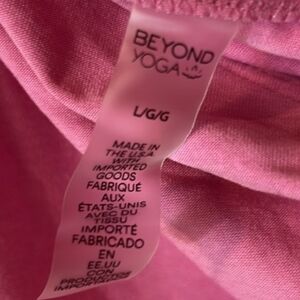 BEYOND
YOGA
L/G/G
MADE IN
THE U.S.A
WITH
IMPORTED
GOODS
FABRIQUÉ
AUX
ÉTATS-UNIS
AVEC DU
TISSU
IMPORTÉ
FABRICADO
EN
EE.UU
CON
PRODUCTOS